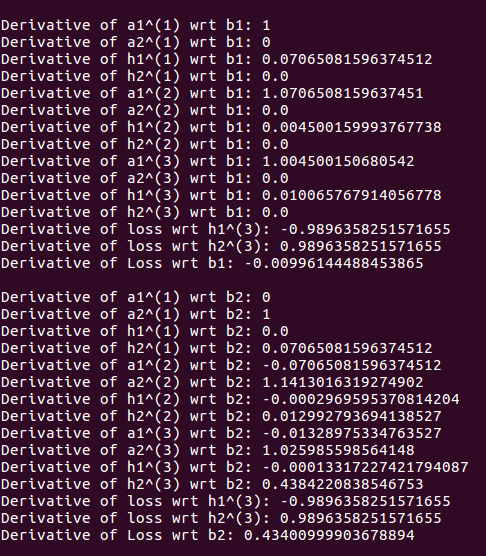 Derivative of a1^(1) wrt b1: 1
Derivative of a2^(1) wrt b1: 0
Derivative of h1^(1) wrt b1: 0.07065081596374512
Derivative of h2^(1) wrt b1: 0.0
Derivative of a1^(2) wrt b1: 1.0706508159637451
Derivative of a2^(2) wrt b1: 0.0
Derivative of h1^(2) wrt b1: 0.004500159993767738
Derivative of h2^(2) wrt b1: 0.0
Derivative of a1^(3) wrt b1: 1.004500150680542
Derivative of a2^(3) wrt b1: 0.0
Derivative of h1^(3) wrt b1: 0.010065767914056778
Derivative of h2^(3) wrt b1: 0.0
Derivative of loss wrt h1^(3): -0.9896358251571655
Derivative of loss wrt h2^(3): 0.9896358251571655
Derivative of Loss wrt b1: -0.00996144488453865
Derivative of a1^(1) wrt b2: 0
Derivative of a2^(1) wrt b2: 1
Derivative of h1^(1) wrt b2: 0.0
Derivative of h2^(1) wrt b2: 0.07065081596374512
Derivative of a1^(2) wrt b2: -0.07065081596374512
Derivative of a2^(2) wrt b2: 1.1413016319274902
Derivative of h1^(2) wrt b2: -0.0002969595370814204
Derivative of h2^(2) wrt b2: 0.012992793694138527
Derivative of a1^(3) wrt b2: -0.01328975334763527
Derivative of a2^(3) wrt b2: 1.025985598564148
Derivative of h1^(3) wrt b2: -0.00013317227421794087
Derivative of h2^(3) wrt b2: 0.4384220838546753
Derivative of loss wrt h1^(3): -0.9896358251571655
Derivative of loss wrt h2^(3): 0.9896358251571655
Derivative of Loss wrt b2: 0.43400999903678894